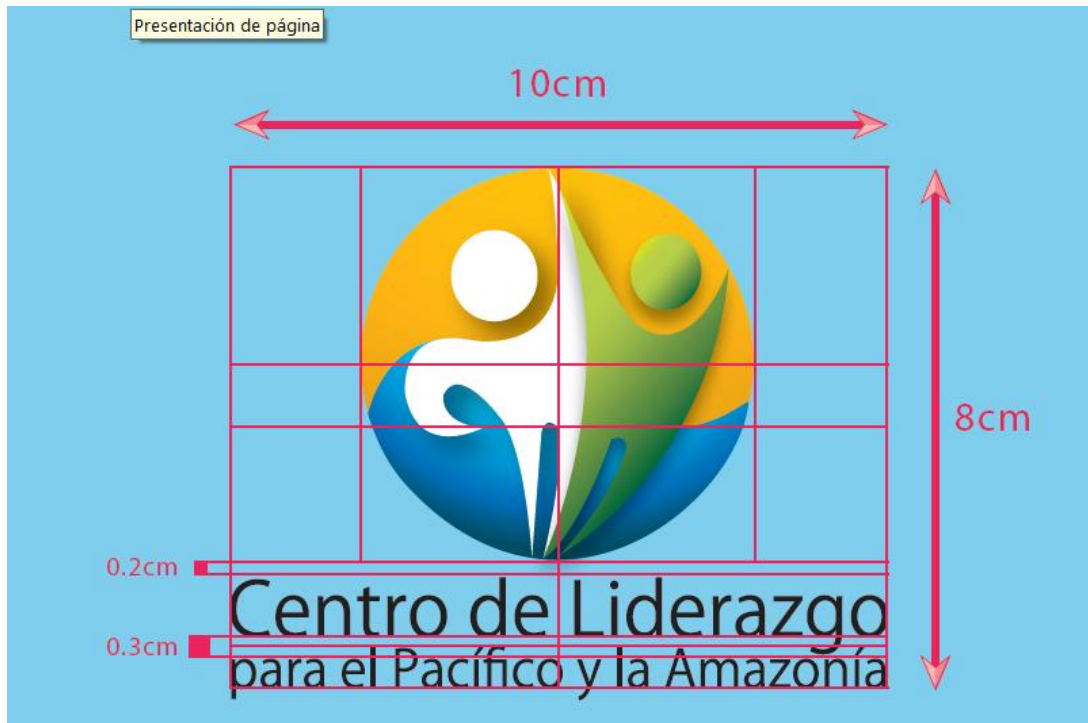 Presentación de página
10cm
8cm
0.2cm
Centro de Liderazgo
0.3cm
para el Pacífico y la Amazonía